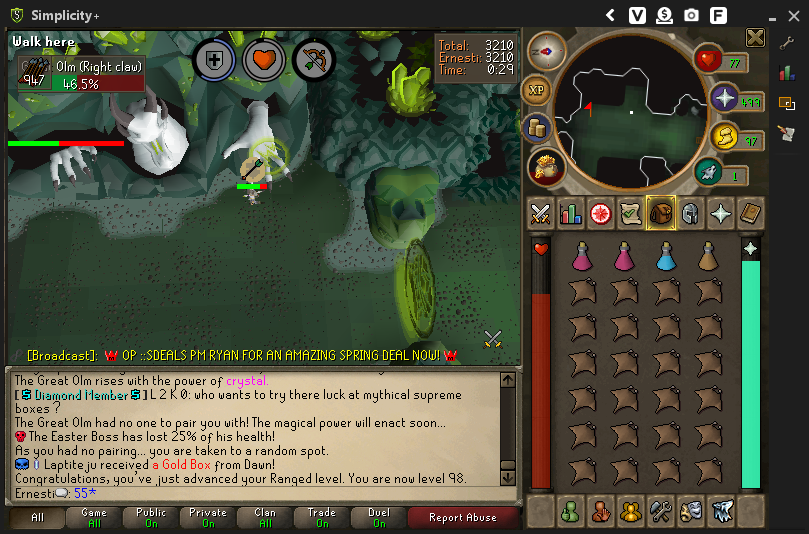 Simplicity+
Walk here
Great Olm (Right claw)
947
46.5%
Total: 3210
Ernesti: 3210
Time: 0:29
XP
77
499
97
1
[Broadcast]: OP ::SDEALS PM RYAN FOR AN AMAZING SPRING DEAL NOW!
The Great Olm rises with the power of crystal.
[$ Diamond Member $] L 2 K 0: who wants to try there luck at mythical supreme
boxes ?
The Great Olm had no one to pair you with! The magical power will enact soon...
The Easter Boss has lost 25% of his health!
As you had no pairing... you are taken to a random spot.
Laptiteju received a Gold Box from Dawn!
Congratulations, you've just advanced your Ranged level. You are now level 98.
Ernesti: 55*
All
Game
All
Public
On
Private
On
Clan
All
Trade
On
Duel
On
Report Abuse